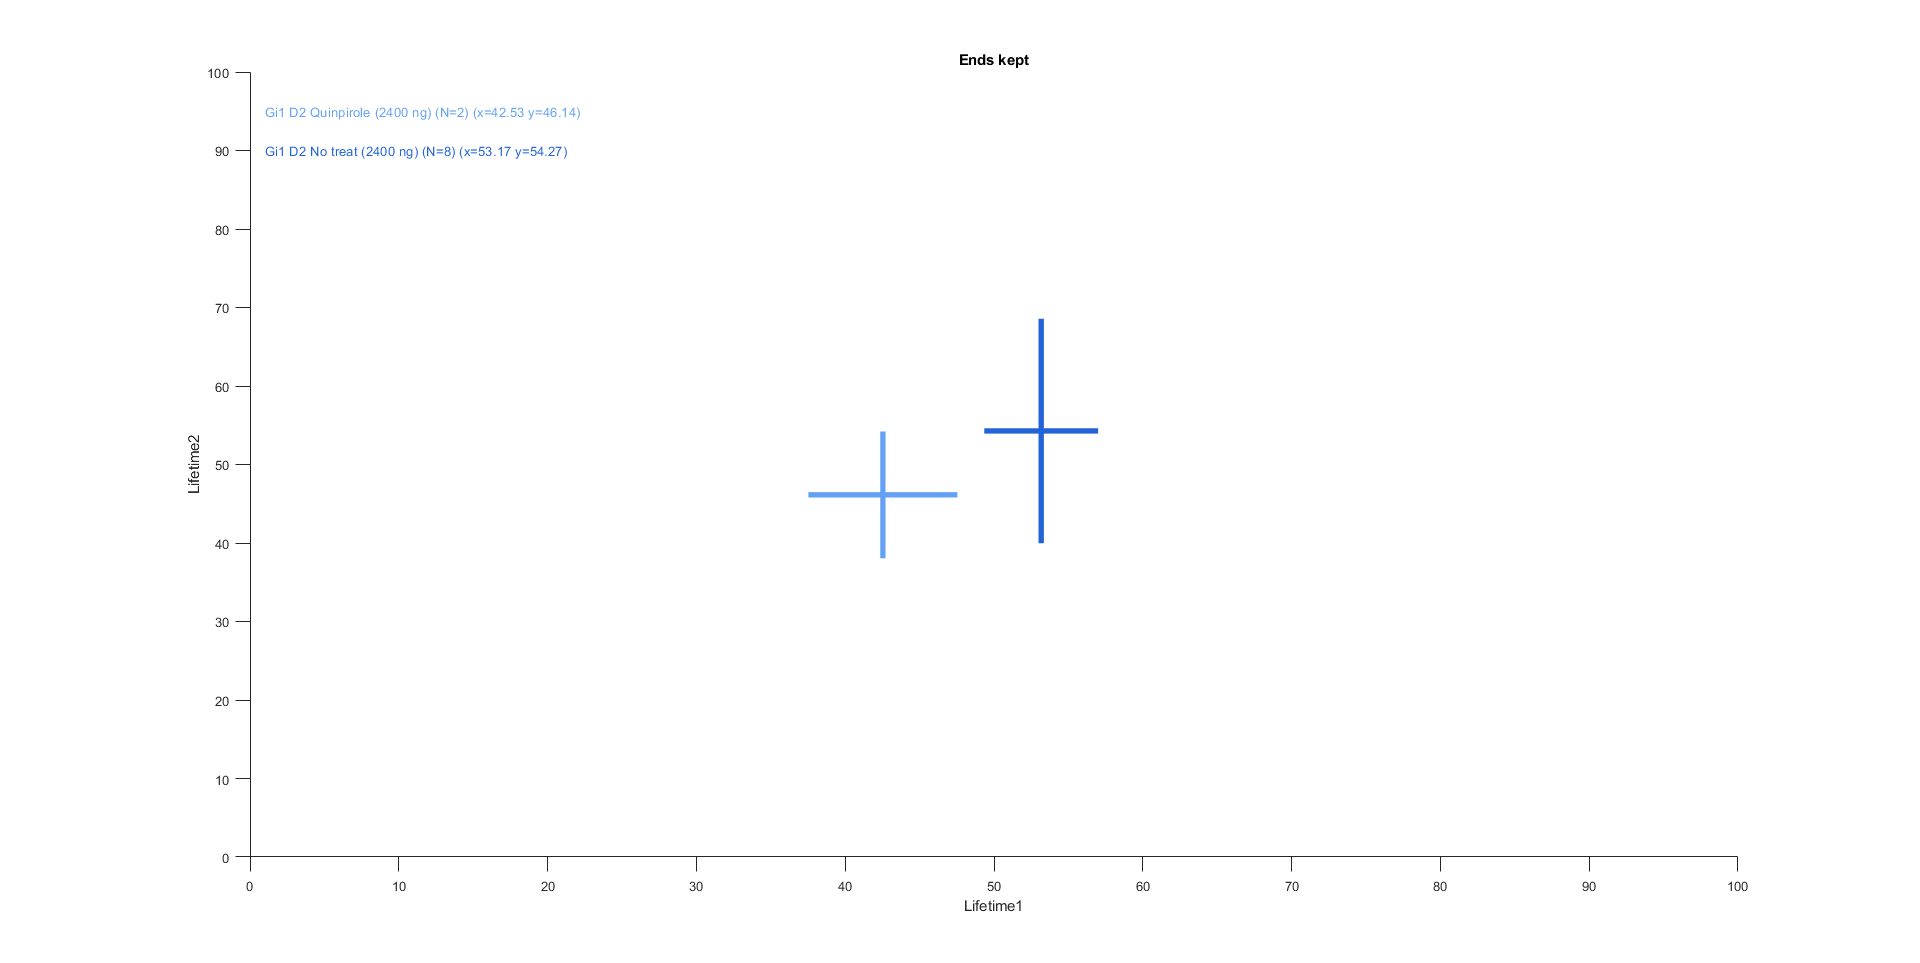 Ends kept
100
Gi1 D2 Quinpirole (2400 ng) (N=2) (x=42.53 y=46.14)
90
Gi1 D2 No treat (2400 ng) (N=8) (x=53.17 y=54.27)
80
70
60
50
Lifetime2
40
30
20
10
0
0 10 20 30 40 50 60 70 80 90 100
Lifetime1